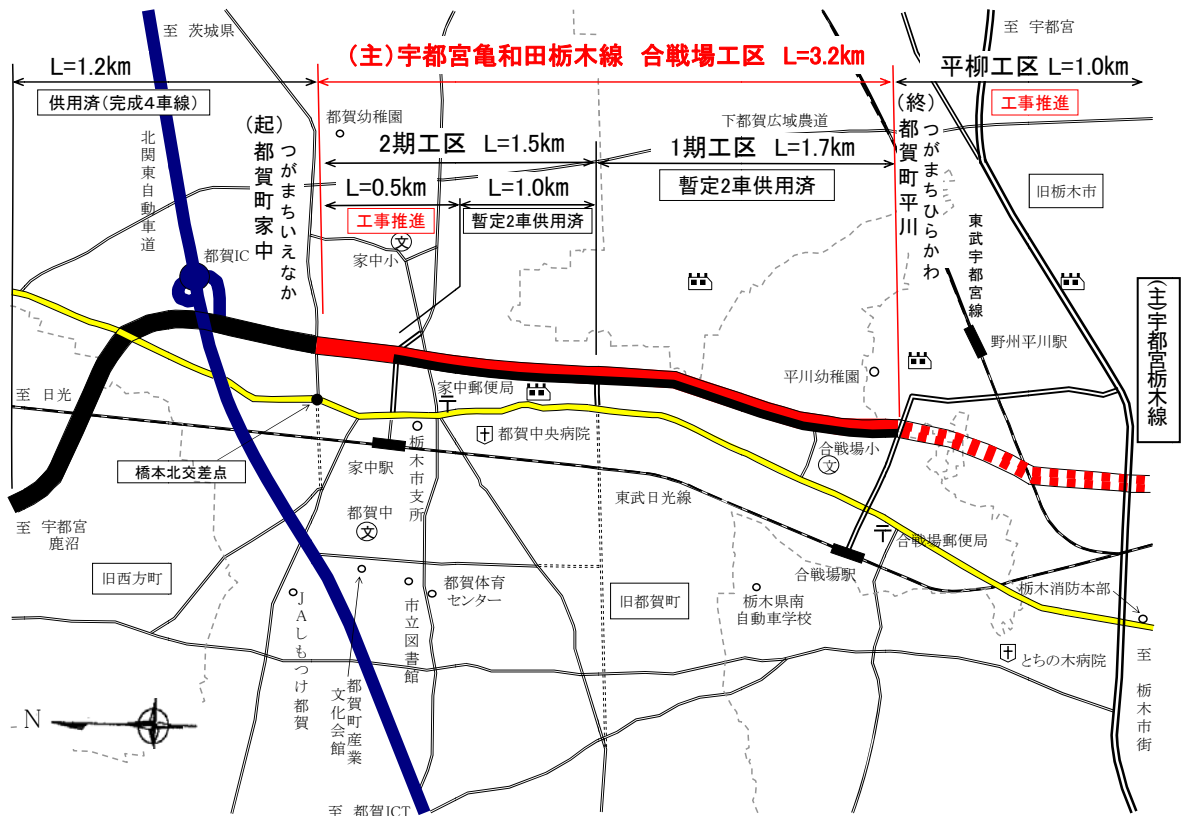 至 茨城県
(主)宇都宮亀和田栃木線 合戦場工区 L=3.2km
至 宇都宮
L=1.2km
平柳工区 L=1.0km
供用済(完成4車線)
工事推進
都賀幼稚園
下都賀広域農道
(起)都賀町家中
つがまちいえなか
2期工区 L=1.5km
1期工区 L=1.7km
(終)都賀町平川
つがまちひらかわ
北関東自動車道
L=0.5km
L=1.0km
暫定2車供用済
旧栃木市
工事推進
暫定2車供用済
文
家中小
都賀IC
東武宇都宮線
(主)宇都宮栃木線
野州平川駅
平川幼稚園
至 日光
家中郵便局
〒
都賀中央病院
栃木市支所
合戦場小
文
橋本北交差点
家中駅
東武日光線
至 宇都宮
鹿沼
都賀中
文
〒
合戦場郵便局
合戦場駅
旧西方町
都賀体育
センター
旧都賀町
栃木県南
自動車学校
栃木消防本部
JAしもつけ都賀
市立図書館
都賀町産業
文化会館
とちの木病院
至 栃木市街
N
至 都賀JCT